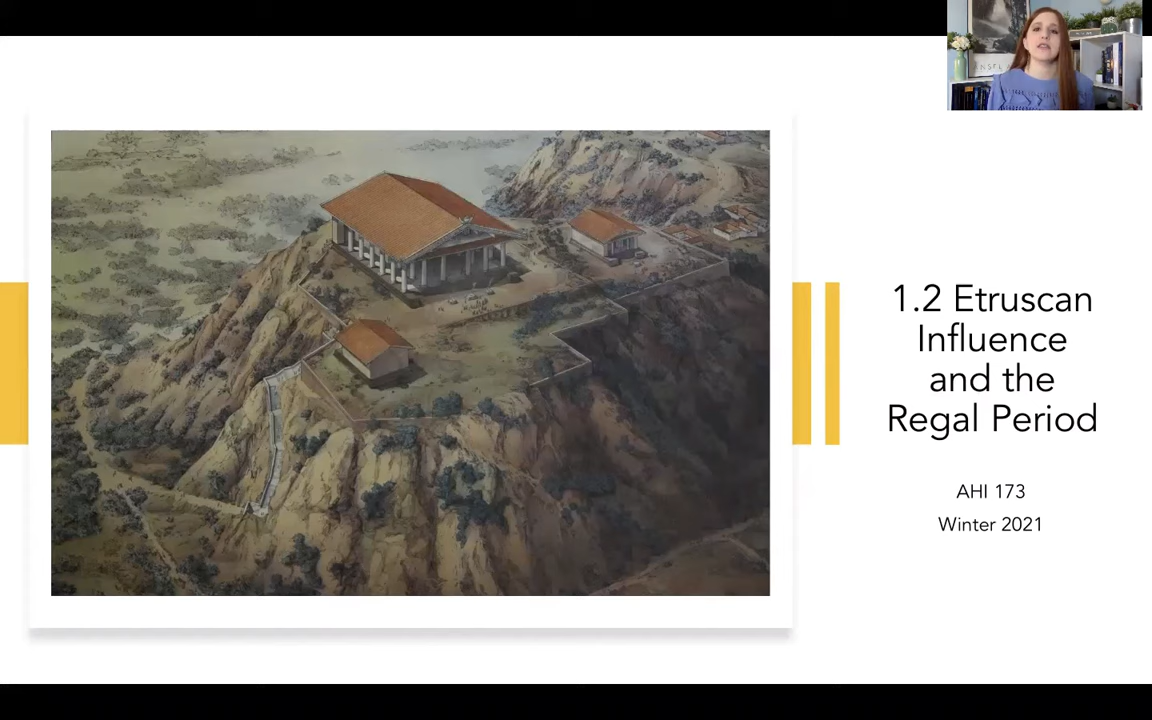 1.2 Etruscan
Influence
and the
Regal Period
AHI 173
Winter 2021